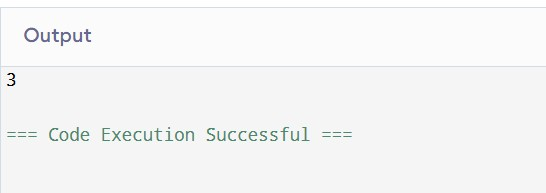 Output
3
=== Code Execution Successful ===